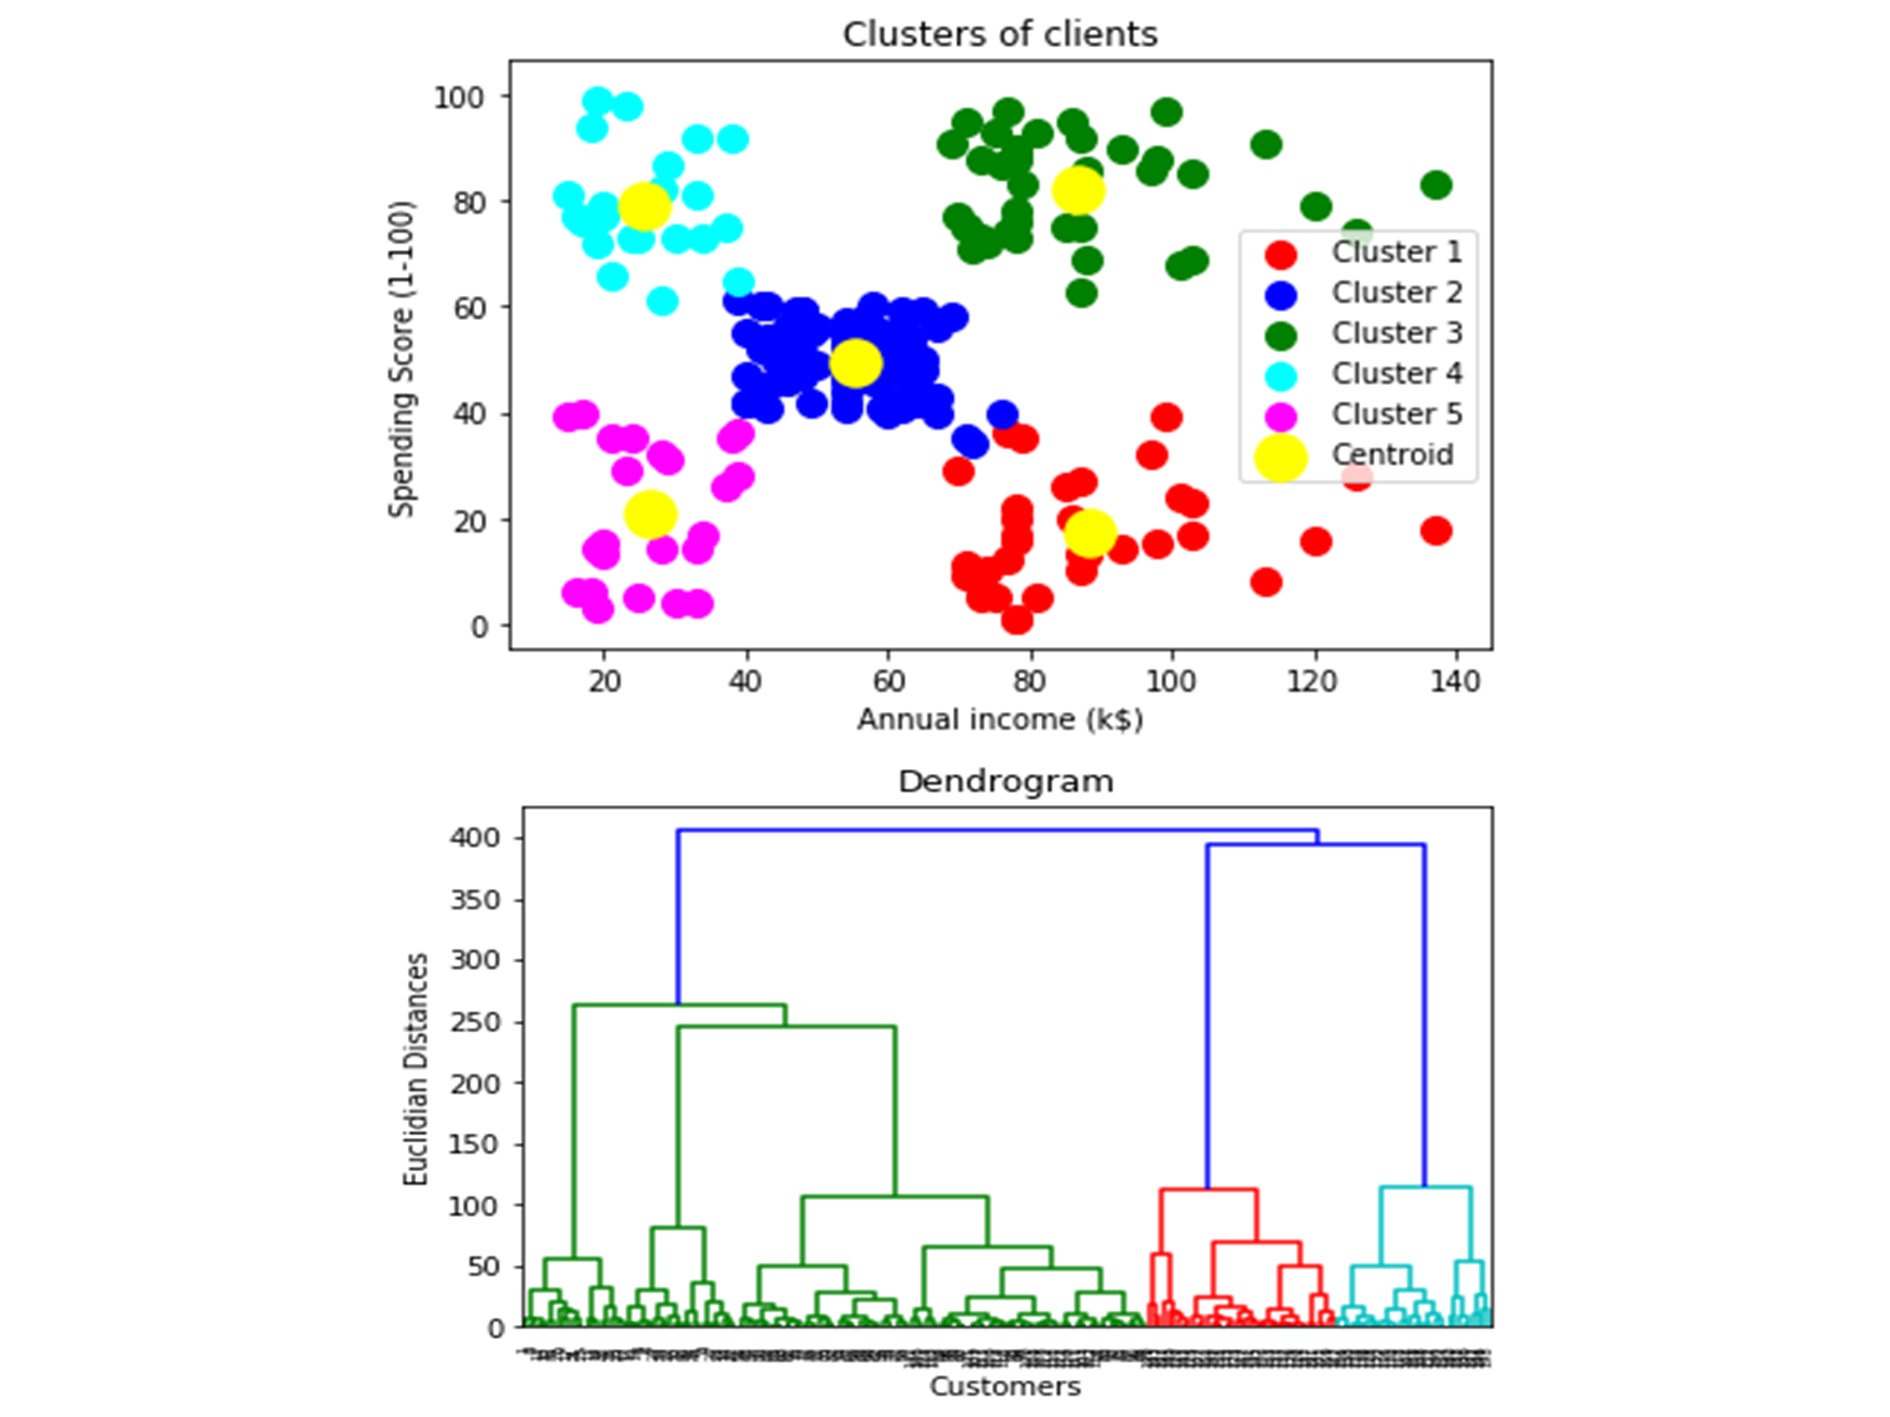 Clusters of clients
100
80
60
40
20
0
Spending Score (1-100)
Cluster 1
Cluster 2
Cluster 3
Cluster 4
Cluster 5
Centroid
20 40 60 80 100 120 140
Annual income (k$)
Dendrogram
400
350
300
250
200
150
100
50
0
Euclidian Distances
Customers